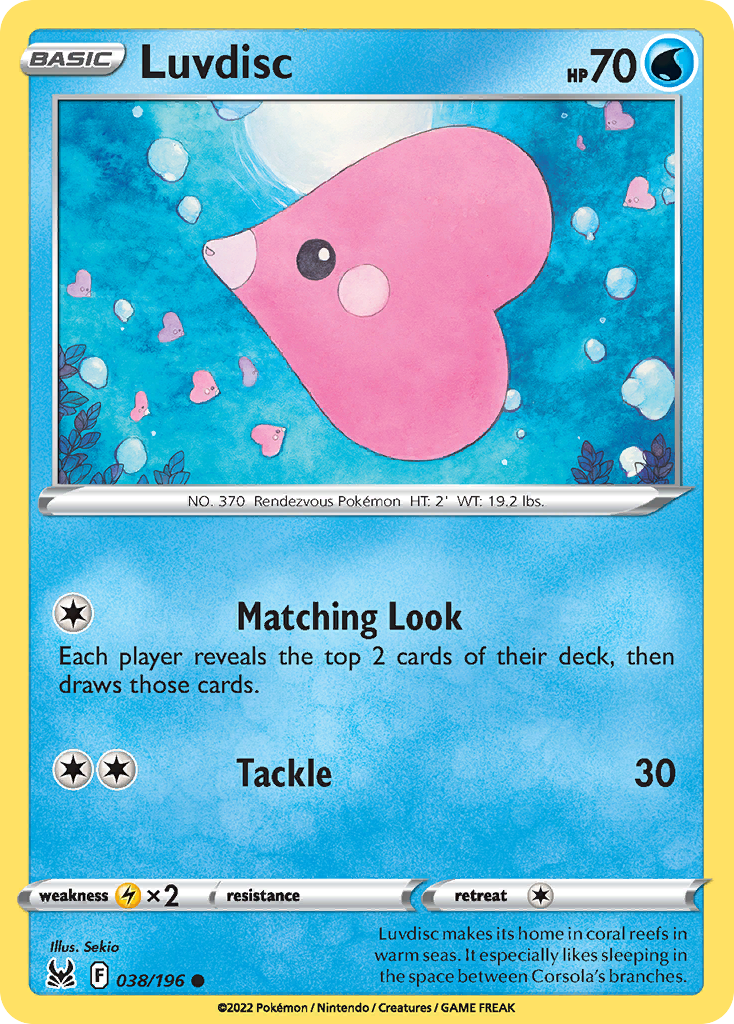 BASIC
Luvdisc
HP 70
NO. 370 Rendezvous Pokémon HT: 2' WT: 19.2 lbs.
Matching Look
Each player reveals the top 2 cards of their deck, then
draws those cards.
Tackle 30
weakness ×2 resistance retreat
Illus. Sekio
Luvdisc makes its home in coral reefs in
warm seas. It especially likes sleeping in
the space between Corsola's branches.
F 038/196
©2022 Pokémon / Nintendo / Creatures / GAME FREAK